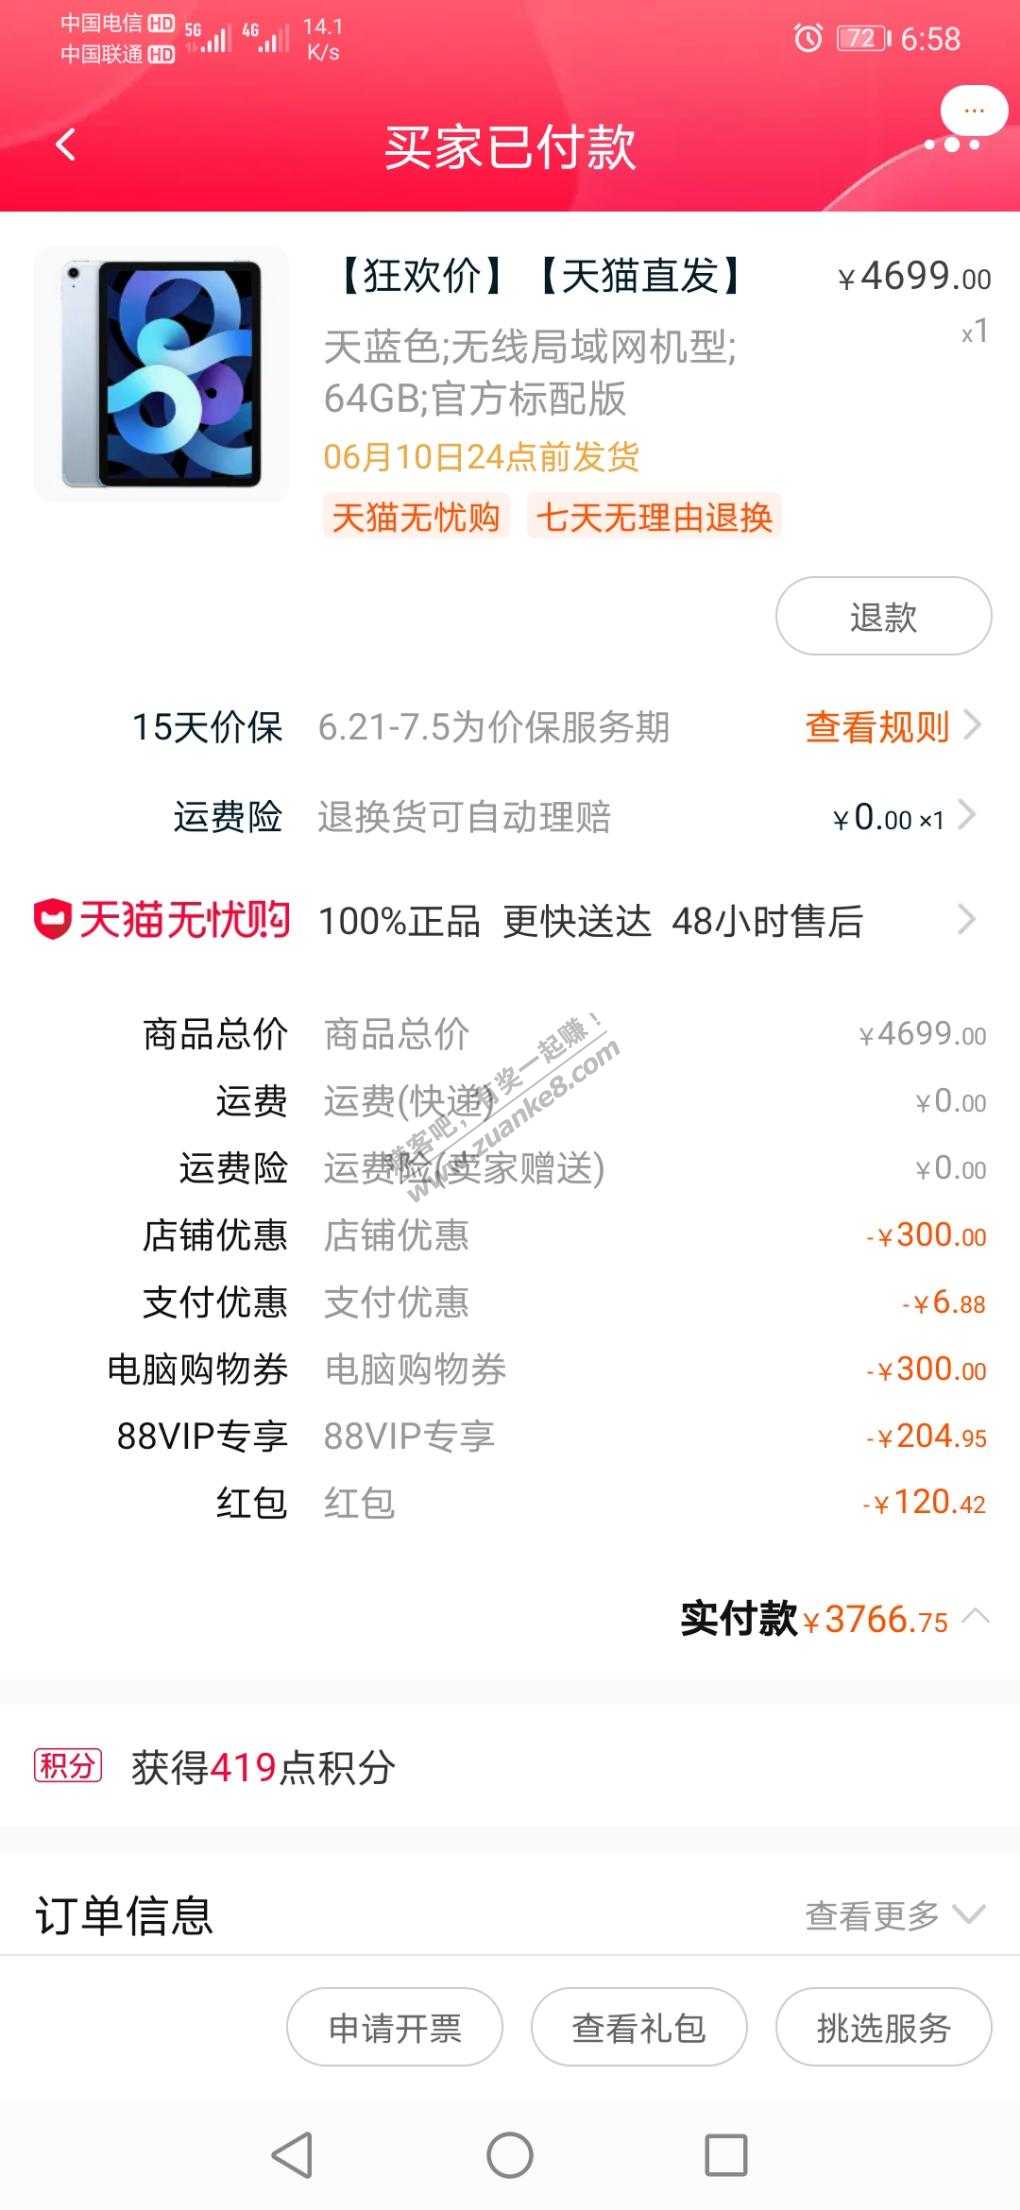 中国电信 HD 5G 4G 14.1 K/s 72 6:58
中国联通 HD
买家已付款
【狂欢价】【天猫直发】 ¥4699.00
天蓝色;无线局域网机型; x1
64GB;官方标配版
06月10日24点前发货
天猫无忧购 七天无理由退换
退款
15天价保 6.21-7.5为价保服务期 查看规则
运费险 退换货可自动理赔 ¥0.00 ×1
天猫无忧购 100%正品 更快送达 48小时售后
商品总价 商品总价 ¥4699.00
运费 运费(快递) ¥0.00
运费险 运费险(卖家赠送) ¥0.00
赚客吧，有奖一起赚！
www.zuanke8.com
店铺优惠 店铺优惠 -¥300.00
支付优惠 支付优惠 -¥6.88
电脑购物券 电脑购物券 -¥300.00
88VIP专享 88VIP专享 -¥204.95
红包 红包 -¥120.42
实付款¥3766.75
积分 获得419点积分
订单信息 查看更多
申请开票 查看礼包 挑选服务